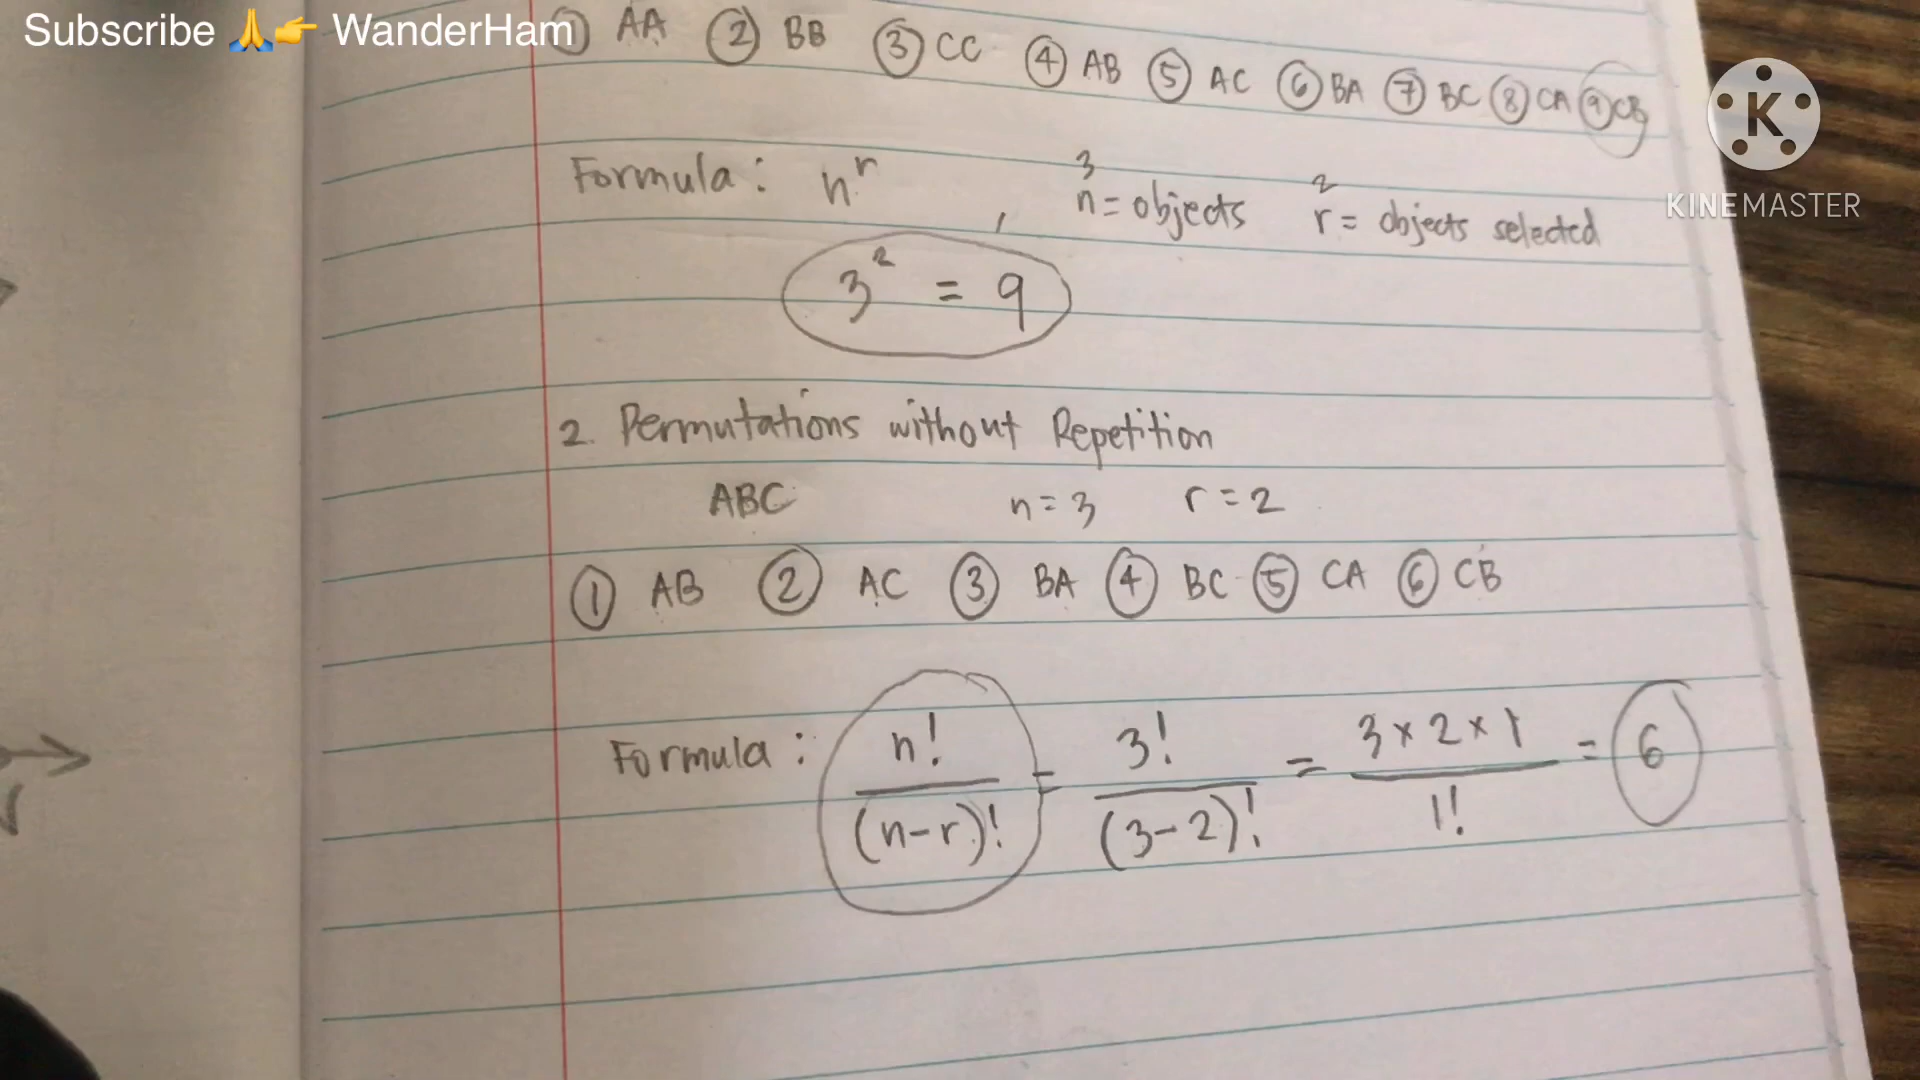 Subscribe 🙏👉 WanderHam
① AA ② BB ③ CC ④ AB ⑤ AC ⑥ BA ⑦ BC ⑧ CA ⑨ CB
K
KINEMASTER
Formula: n^r , n = objects r = objects selected
3 2
3² = 9
2. Permutations without Repetition
ABC n = 3 r = 2
① AB ② AC ③ BA ④ BC ⑤ CA ⑥ CB
Formula: n!/(n-r)! = 3!/(3-2)! = 3×2×1/1! = 6